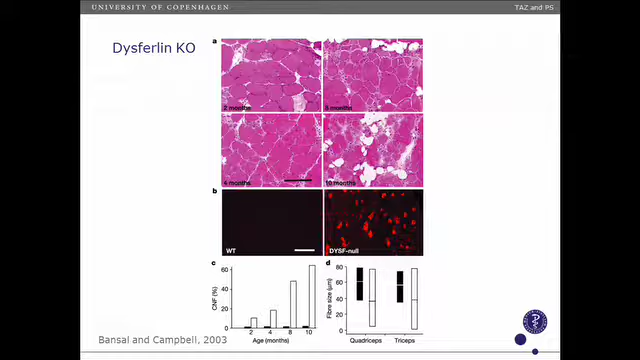 UNIVERSITY OF COPENHAGEN
TAZ and PS
Dysferlin KO
a
2 months
8 months
4 months
10 months
b
WT
DYSF-null
c
d
CNF (%)
60
40
20
0
2 4 8 10
Age (months)
Fibre size (μm)
80
60
40
20
0
Quadriceps Triceps
Bansal and Campbell, 2003